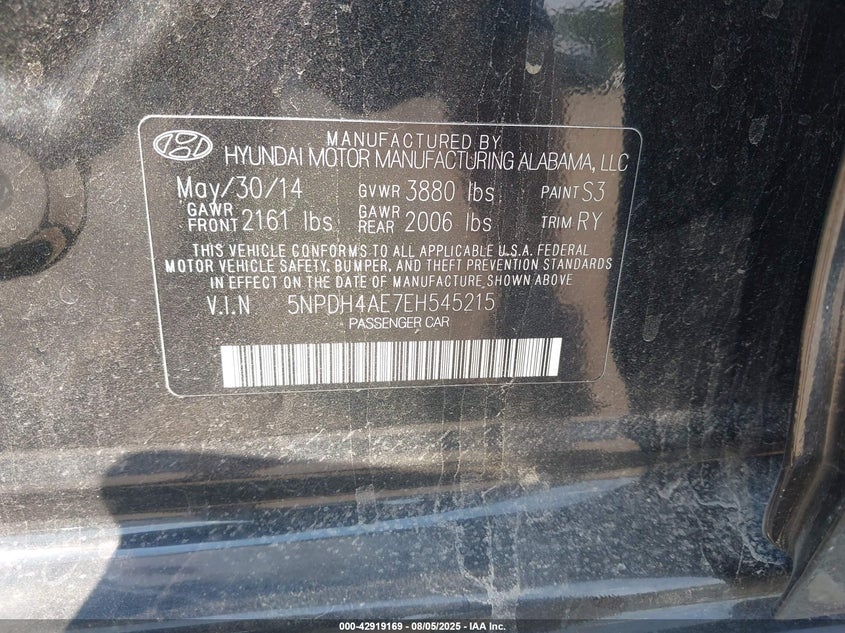 MANUFACTURED BY
HYUNDAI MOTOR MANUFACTURING ALABAMA, LLC
May/30/14 GVWR 3880 lbs PAINT S3
GAWR FRONT 2161 lbs GAWR REAR 2006 lbs TRIM RY
THIS VEHICLE CONFORMS TO ALL APPLICABLE U.S.A. FEDERAL
MOTOR VEHICLE SAFETY, BUMPER, AND THEFT PREVENTION STANDARDS
IN EFFECT ON THE DATE OF MANUFACTURE SHOWN ABOVE
V.I.N 5NPDH4AE7EH545215
PASSENGER CAR
000-42919169 - 08/05/2025 - IAA Inc.